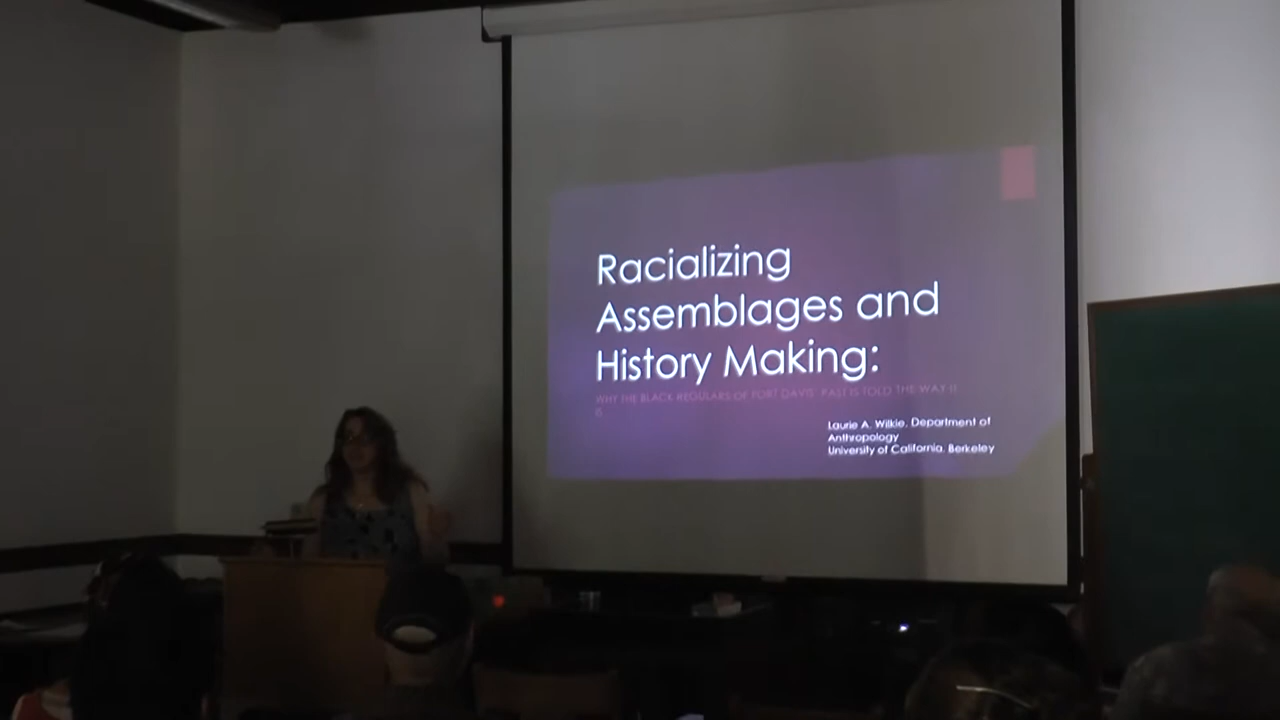 Racializing
Assemblages and
History Making:
WHY THE BLACK REGULARS OF FORT DAVIS' PAST IS TOLD THE WAY IT
IS
Laurie A. Wilkie, Department of
Anthropology
University of California, Berkeley